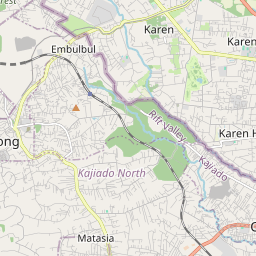 Karen
Karen
Embulbul
Rift Valley
Karen H
ong
Kajiado
Kajiado North
Matasia